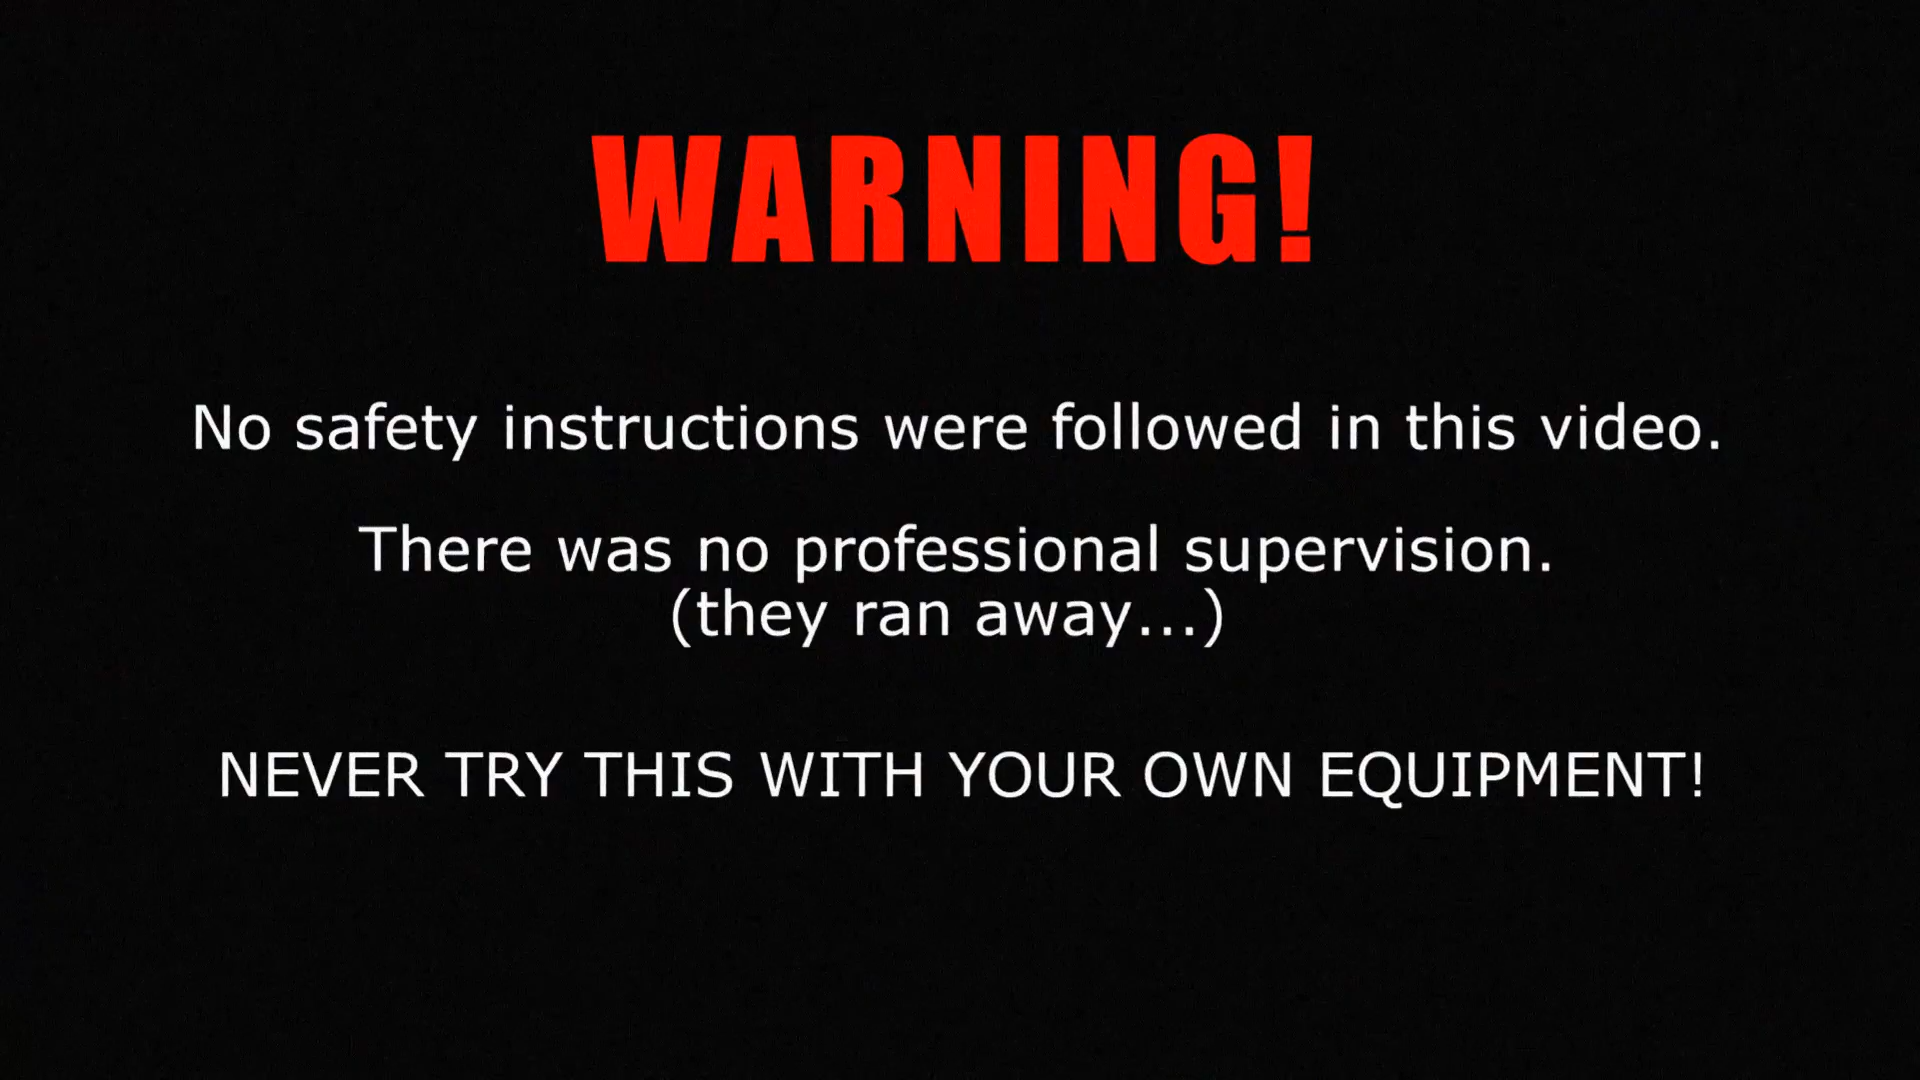 WARNING!
No safety instructions were followed in this video.
There was no professional supervision.
(they ran away...)
NEVER TRY THIS WITH YOUR OWN EQUIPMENT!